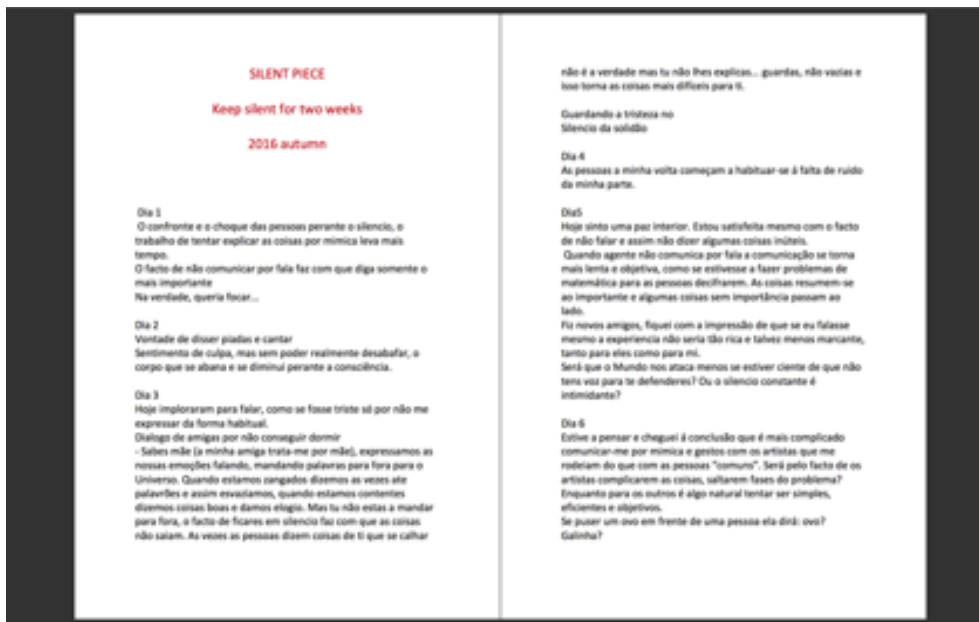 SILENT PIECE
Keep silent for two weeks
2016 autumn
Dia 1
O confronte e o choque das pessoas perante o silencio, o
trabalho de tentar explicar as coisas por mimica leva mais
tempo.
O facto de não comunicar por fala faz com que diga somente o
mais importante
Na verdade, queria focar...
Dia 2
Vontade de disser piadas e cantar
Sentimento de culpa, mas sem poder realmente desabafar, o
corpo que se abana e se diminui perante a consciência.
Dia 3
Hoje imploraram para falar, como se fosse triste só por não me
expressar da forma habitual.
Dialogo de amigas por não conseguir dormir
- Sabes mãe (a minha amiga trata-me por mãe), expressamos as
nossas emoções falando, mandando palavras para fora para o
Universo. Quando estamos zangados dizemos as vezes ate
palavrões e assim esvaziamos, quando estamos contentes
dizemos coisas boas e damos elogio. Mas tu não estas a mandar
para fora, o facto de ficares em silencio faz com que as coisas
não saiam. As vezes as pessoas dizem coisas de ti que se calhar
não é a verdade mas tu não lhes explicas... guardas, não vazias e
isso torna as coisas mais difíceis para ti.
Guardando a tristeza no
Silencio da solidão
Dia 4
As pessoas a minha volta começam a habituar-se á falta de ruido
da minha parte.
Dia5
Hoje sinto uma paz interior. Estou satisfeita mesmo com o facto
de não falar e assim não dizer algumas coisas inúteis.
Quando agente não comunica por fala a comunicação se torna
mais lenta e objetiva, como se estivesse a fazer problemas de
matemática para as pessoas decifrarem. As coisas resumem-se
ao importante e algumas coisas sem importância passam ao
lado.
Fiz novos amigos, fiquei com a impressão de que se eu falasse
mesmo a experiencia não seria tão rica e talvez menos marcante,
tanto para eles como para mi.
Será que o Mundo nos ataca menos se estiver ciente de que não
tens voz para te defenderes? Ou o silencio constante é
intimidante?
Dia 6
Estive a pensar e cheguei á conclusão que é mais complicado
comunicar-me por mimica e gestos com os artistas que me
rodeiam do que com as pessoas "comuns". Será pelo facto de os
artistas complicarem as coisas, saltarem fases do problema?
Enquanto para os outros é algo natural tentar ser simples,
eficientes e objetivos.
Se puser um ovo em frente de uma pessoa ela dirá: ovo?
Galinha?